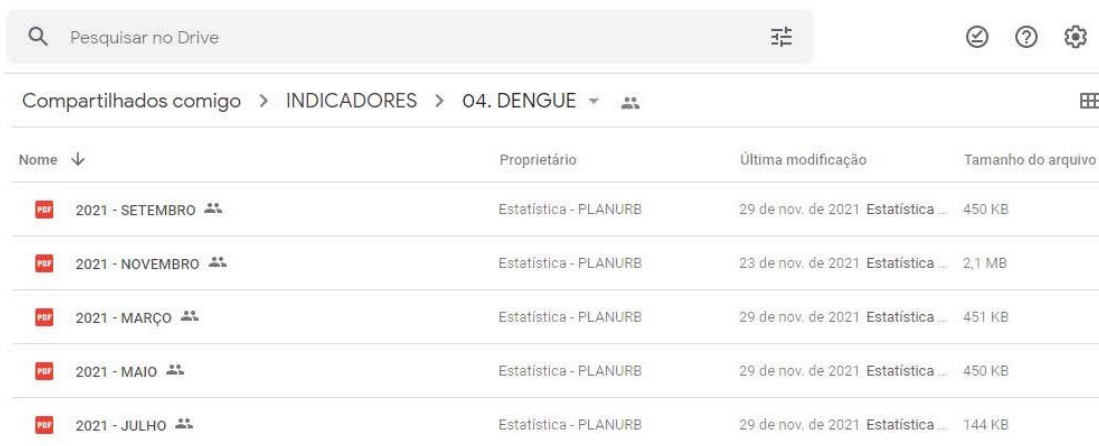 Pesquisar no Drive
Compartilhados comigo > INDICADORES > 04. DENGUE
Nome Proprietário Última modificação Tamanho do arquivo
PDF 2021 - SETEMBRO Estatística - PLANURB 29 de nov. de 2021 Estatística ... 450 KB
PDF 2021 - NOVEMBRO Estatística - PLANURB 23 de nov. de 2021 Estatística ... 2,1 MB
PDF 2021 - MARÇO Estatística - PLANURB 29 de nov. de 2021 Estatística ... 451 KB
PDF 2021 - MAIO Estatística - PLANURB 29 de nov. de 2021 Estatística ... 450 KB
PDF 2021 - JULHO Estatística - PLANURB 29 de nov. de 2021 Estatística ... 144 KB